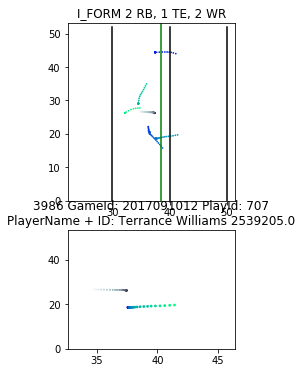 I_FORM 2 RB, 1 TE, 2 WR
50
40
30
20
10
0
30 40 50
3986 GameId: 2017091012 PlayId: 707
PlayerName + ID: Terrance Williams 2539205.0
40
20
0
35 40 45